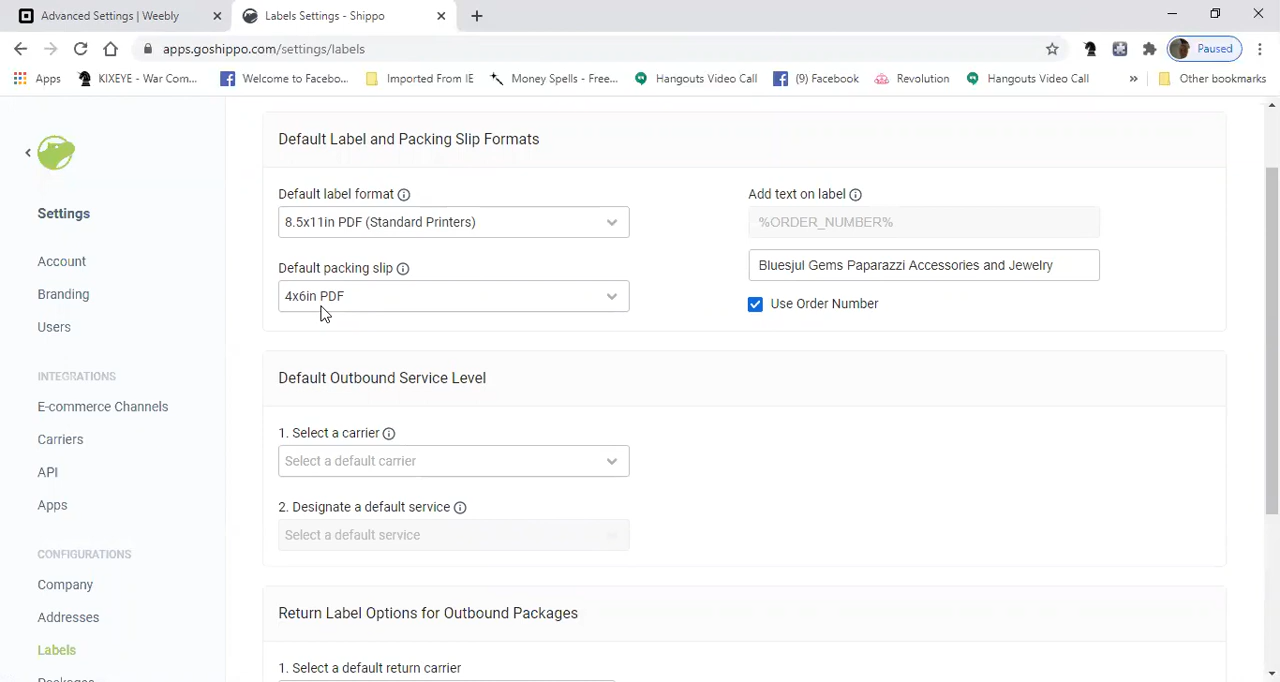 Advanced Settings | Weebly
Labels Settings - Shippo
apps.goshippo.com/settings/labels
Paused
Apps
KIXEYE - War Com...
Welcome to Facebo...
Imported From IE
Money Spells - Free...
Hangouts Video Call
(9) Facebook
Revolution
Hangouts Video Call
»
Other bookmarks
Settings
Account
Branding
Users
INTEGRATIONS
E-commerce Channels
Carriers
API
Apps
CONFIGURATIONS
Company
Addresses
Labels
Packages
Default Label and Packing Slip Formats
Default label format
8.5x11in PDF (Standard Printers)
Default packing slip
4x6in PDF
Add text on label
%ORDER_NUMBER%
Bluesjul Gems Paparazzi Accessories and Jewelry
Use Order Number
Default Outbound Service Level
1. Select a carrier
Select a default carrier
2. Designate a default service
Select a default service
Return Label Options for Outbound Packages
1. Select a default return carrier